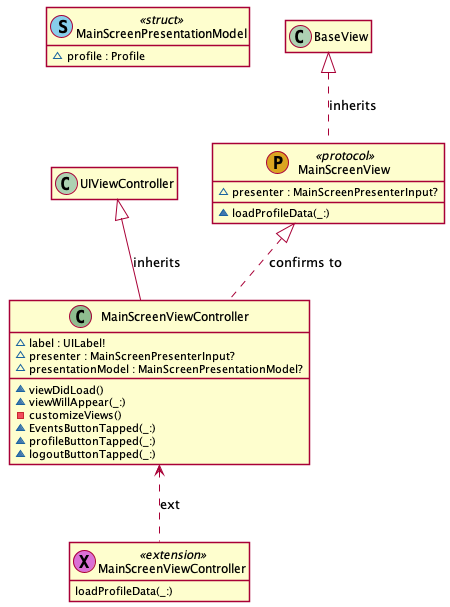 S
«struct»
MainScreenPresentationModel
profile : Profile
C BaseView
inherits
P
«protocol»
MainScreenView
presenter : MainScreenPresenterInput?
loadProfileData(_:)
C UIViewController
inherits
confirms to
C MainScreenViewController
label : UILabel!
presenter : MainScreenPresenterInput?
presentationModel : MainScreenPresentationModel?
viewDidLoad()
viewWillAppear(_:)
customizeViews()
EventsButtonTapped(_:)
profileButtonTapped(_:)
logoutButtonTapped(_:)
ext
X
«extension»
MainScreenViewController
loadProfileData(_:)